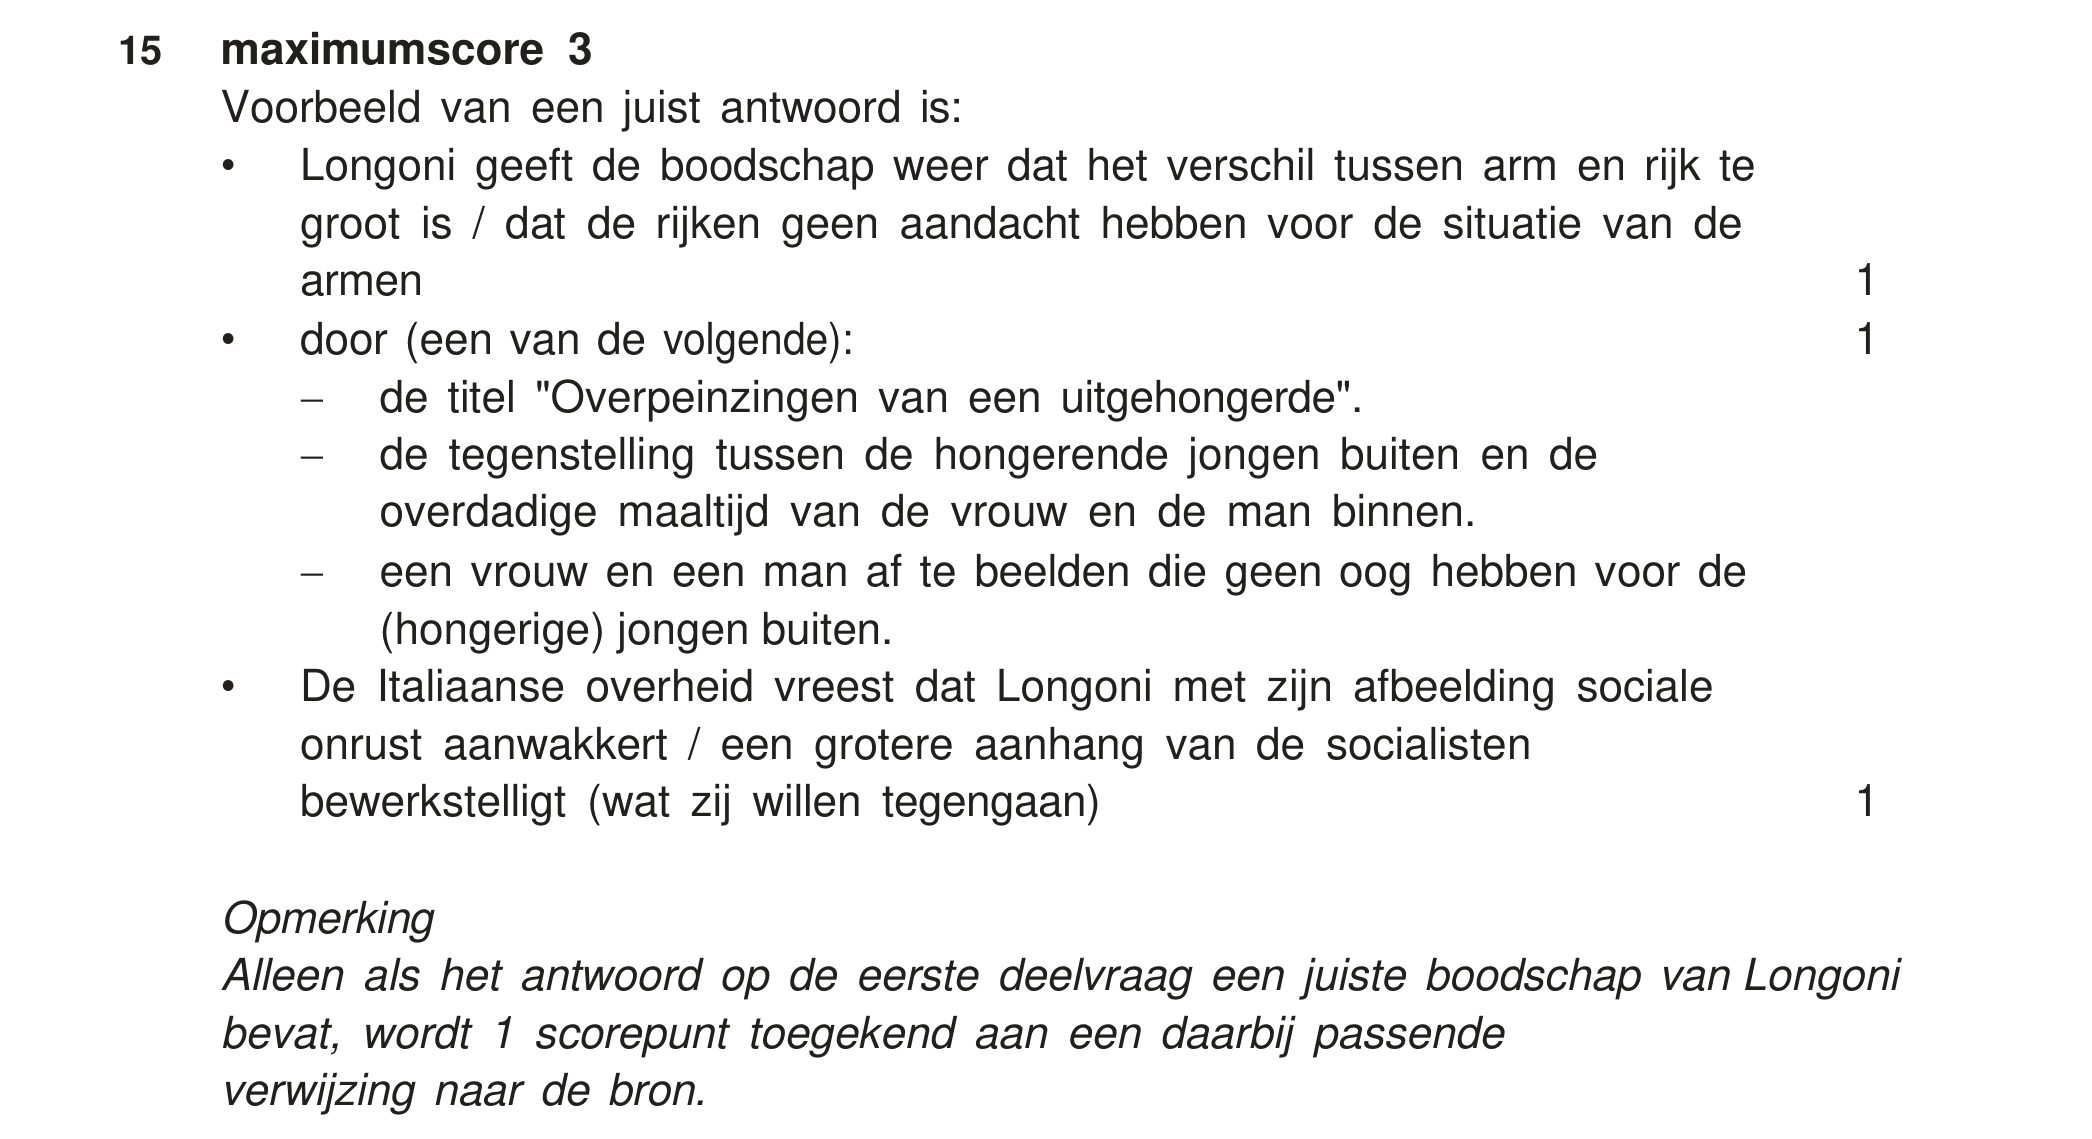 15 maximumscore 3
Voorbeeld van een juist antwoord is:
• Longoni geeft de boodschap weer dat het verschil tussen arm en rijk te
groot is / dat de rijken geen aandacht hebben voor de situatie van de
armen 1
• door (een van de volgende): 1
− de titel "Overpeinzingen van een uitgehongerde".
− de tegenstelling tussen de hongerende jongen buiten en de
overdadige maaltijd van de vrouw en de man binnen.
− een vrouw en een man af te beelden die geen oog hebben voor de
(hongerige) jongen buiten.
• De Italiaanse overheid vreest dat Longoni met zijn afbeelding sociale
onrust aanwakkert / een grotere aanhang van de socialisten
bewerkstelligt (wat zij willen tegengaan) 1
Opmerking
Alleen als het antwoord op de eerste deelvraag een juiste boodschap van Longoni
bevat, wordt 1 scorepunt toegekend aan een daarbij passende
verwijzing naar de bron.